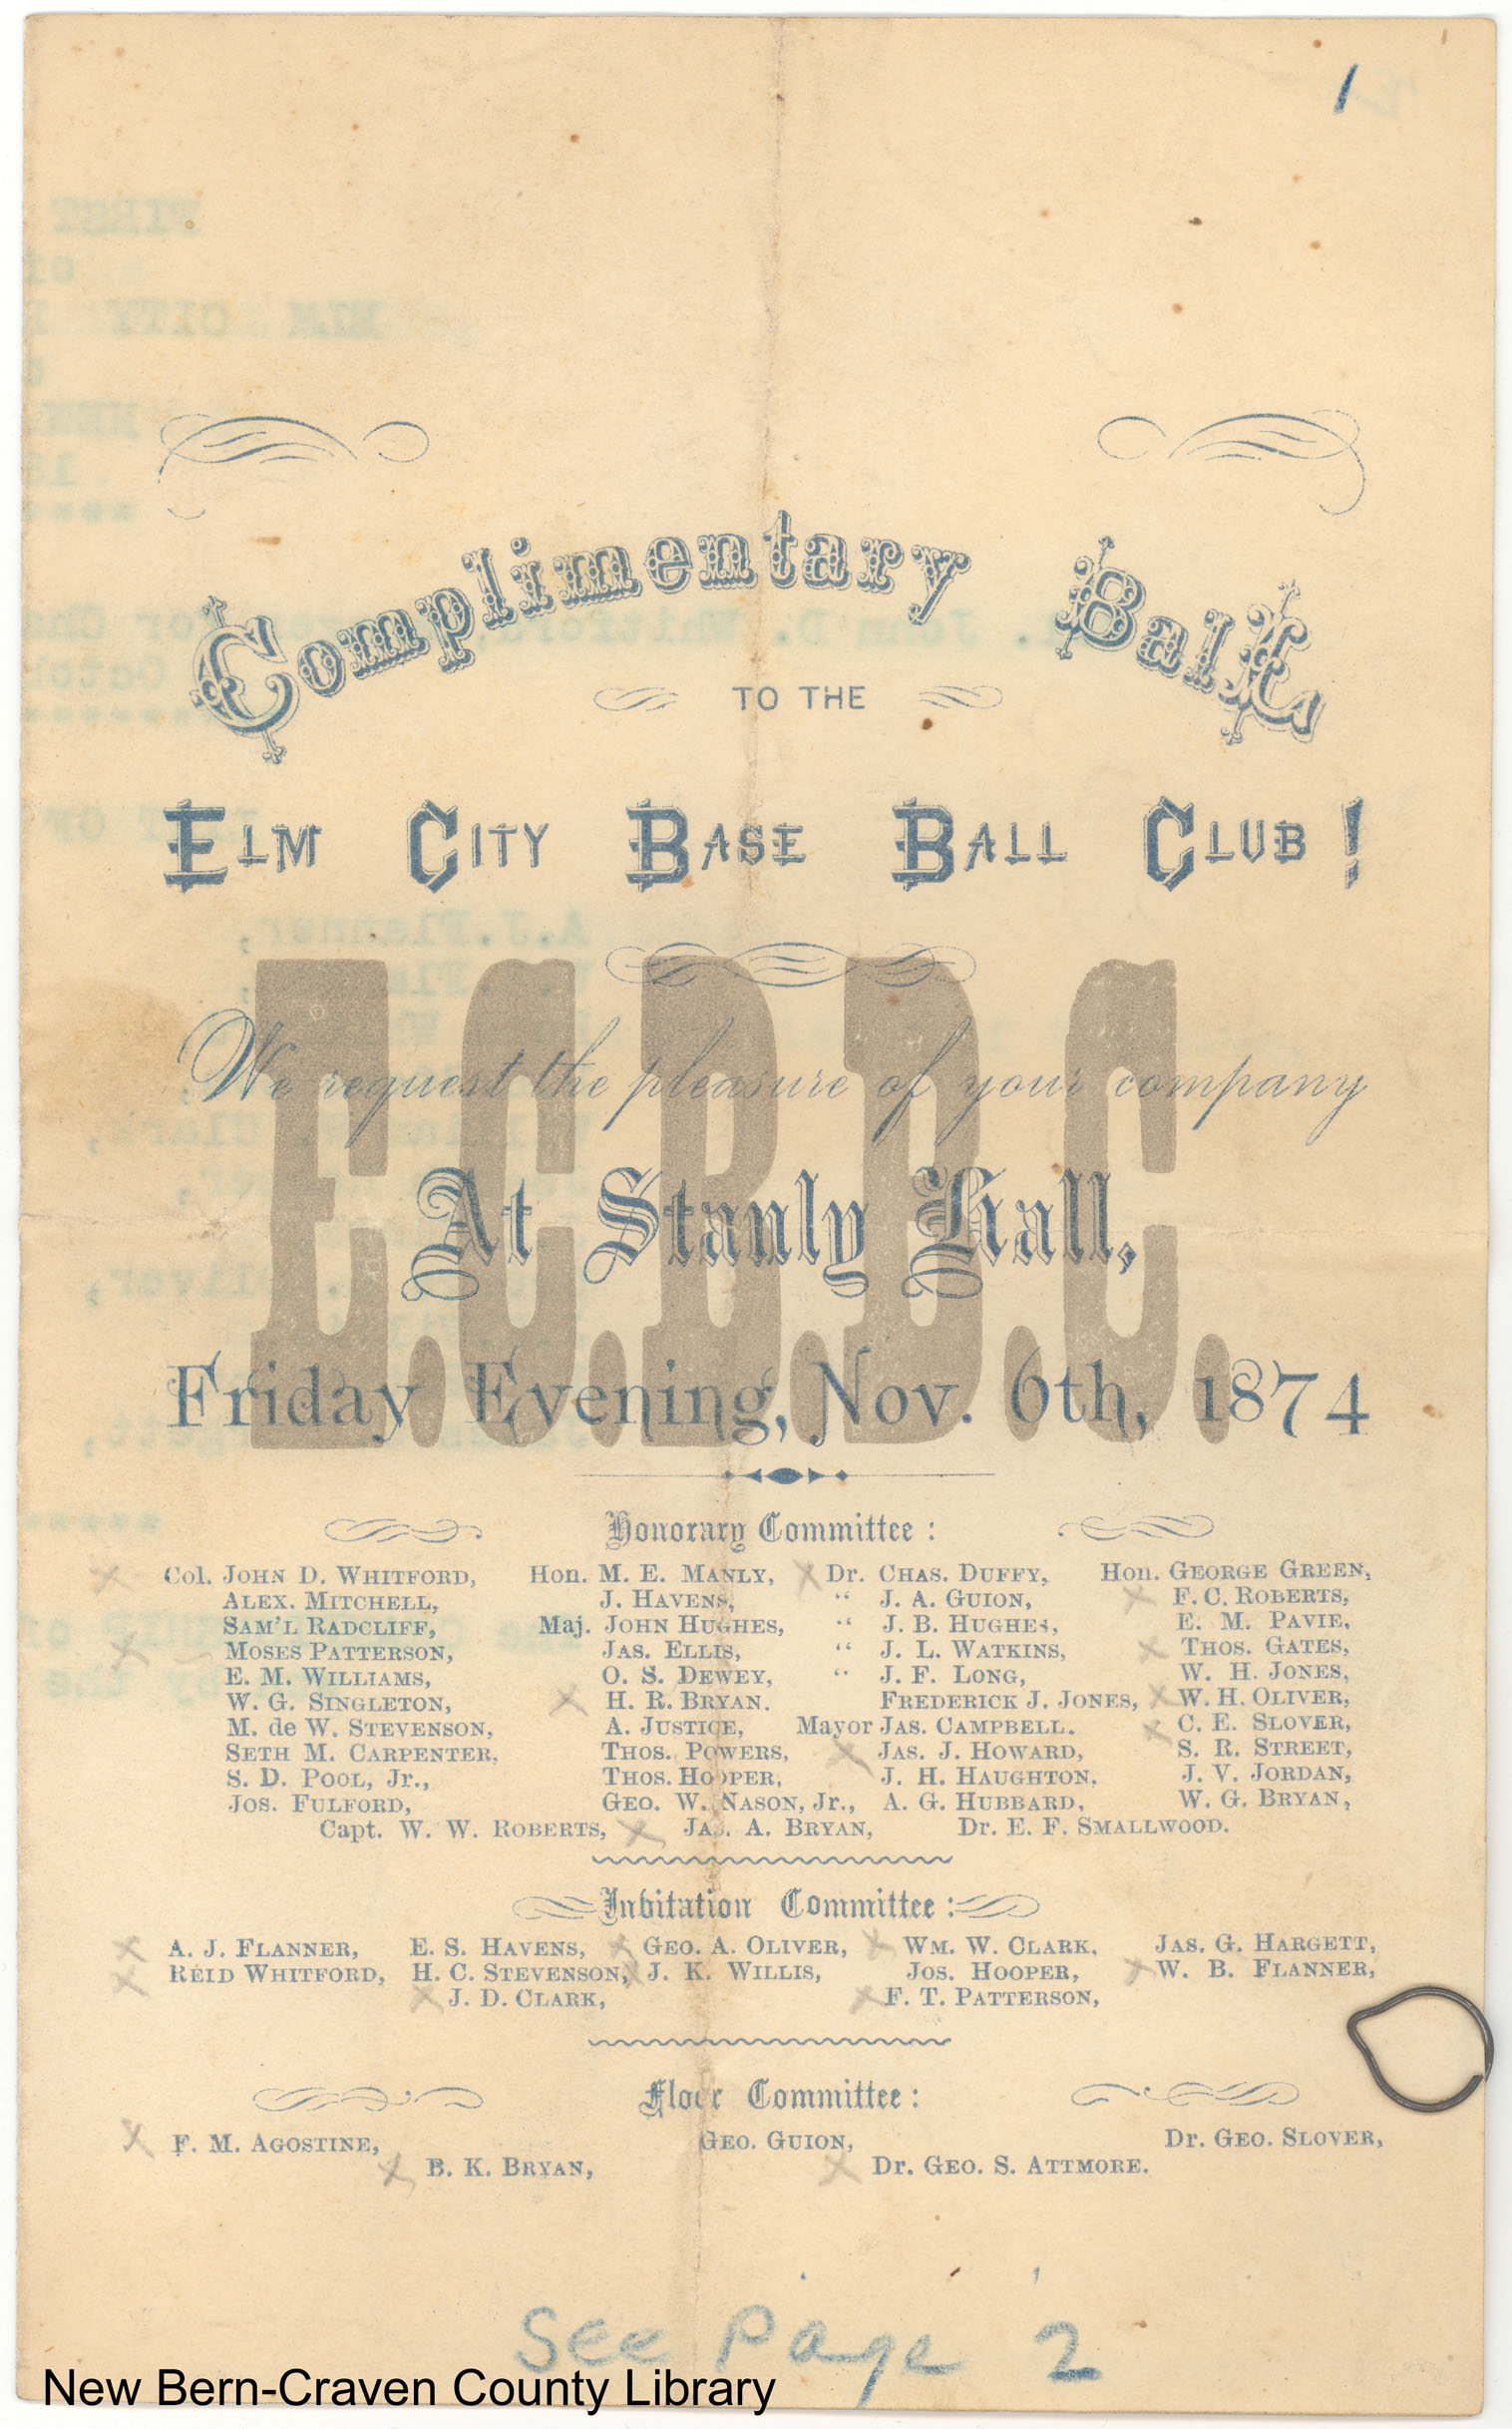 1
Complimentary Ball
TO THE
ELM CITY BASE BALL CLUB!
E.C.B.B.C.
We request the pleasure of your company
At Stanly Hall,
Friday Evening, Nov. 6th, 1874
Honorary Committee:
Col. JOHN D. WHITFORD, Hon. M. E. MANLY, X Dr. CHAS. DUFFY, Hon. GEORGE GREEN,
ALEX. MITCHELL, J. HAVENS, " J. A. GUION, X F. C. ROBERTS,
SAM'L RADCLIFF, Maj. JOHN HUGHES, " J. B. HUGHES, E. M. PAVIE,
MOSES PATTERSON, JAS. ELLIS, " J. L. WATKINS, X THOS. GATES,
E. M. WILLIAMS, O. S. DEWEY, " J. F. LONG, W. H. JONES,
W. G. SINGLETON, X H. R. BRYAN. FREDERICK J. JONES, X W. H. OLIVER,
M. de W. STEVENSON, A. JUSTICE, Mayor JAS. CAMPBELL. X C. E. SLOVER,
SETH M. CARPENTER, THOS. POWERS, X JAS. J. HOWARD, S. R. STREET,
S. D. POOL, Jr., THOS. HOOPER, J. H. HAUGHTON, J. V. JORDAN,
JOS. FULFORD, GEO. W. NASON, Jr., A. G. HUBBARD, W. G. BRYAN,
Capt. W. W. ROBERTS, X JAS. A. BRYAN, Dr. E. F. SMALLWOOD.
Invitation Committee:
X A. J. FLANNER, E. S. HAVENS, X GEO. A. OLIVER, X WM. W. CLARK, JAS. G. HARGETT,
X REID WHITFORD, H. C. STEVENSON, X J. K. WILLIS, JOS. HOOPER, X W. B. FLANNER,
X J. D. CLARK, X F. T. PATTERSON,
Floor Committee:
X F. M. AGOSTINE, GEO. GUION, Dr. GEO. SLOVER,
X B. K. BRYAN, X Dr. GEO. S. ATTMORE.
See Page 2
New Bern-Craven County Library